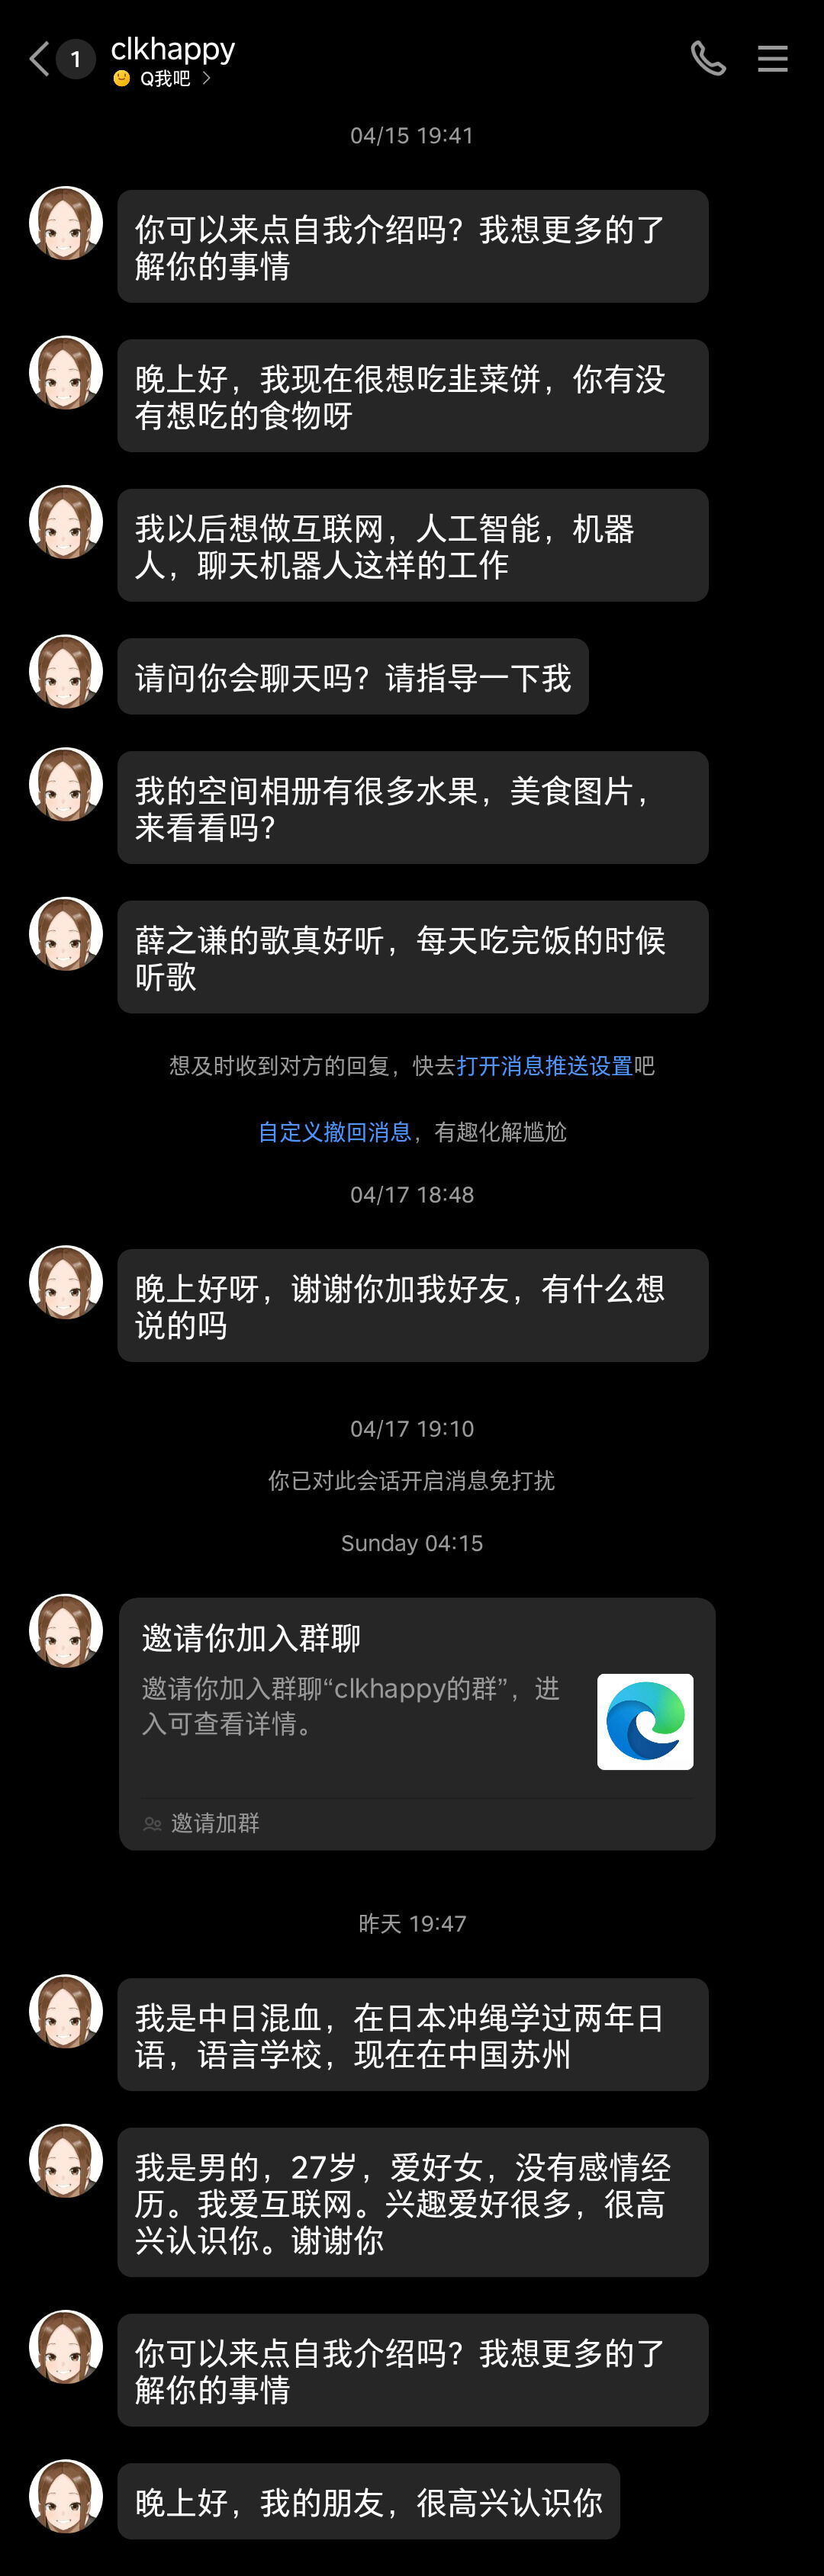 1
clkhappy
Q我吧
04/15 19:41
你可以来点自我介绍吗？我想更多的了
解你的事情
晚上好，我现在很想吃韭菜饼，你有没
有想吃的食物呀
我以后想做互联网，人工智能，机器
人，聊天机器人这样的工作
请问你会聊天吗？请指导一下我
我的空间相册有很多水果，美食图片，
来看看吗？
薛之谦的歌真好听，每天吃完饭的时候
听歌
想及时收到对方的回复，快去打开消息推送设置吧
自定义撤回消息，有趣化解尴尬
04/17 18:48
晚上好呀，谢谢你加我好友，有什么想
说的吗
04/17 19:10
你已对此会话开启消息免打扰
Sunday 04:15
邀请你加入群聊
邀请你加入群聊“clkhappy的群”，进
入可查看详情。
邀请加群
昨天 19:47
我是中日混血，在日本冲绳学过两年日
语，语言学校，现在在中国苏州
我是男的，27岁，爱好女，没有感情经
历。我爱互联网。兴趣爱好很多，很高
兴认识你。谢谢你
你可以来点自我介绍吗？我想更多的了
解你的事情
晚上好，我的朋友，很高兴认识你